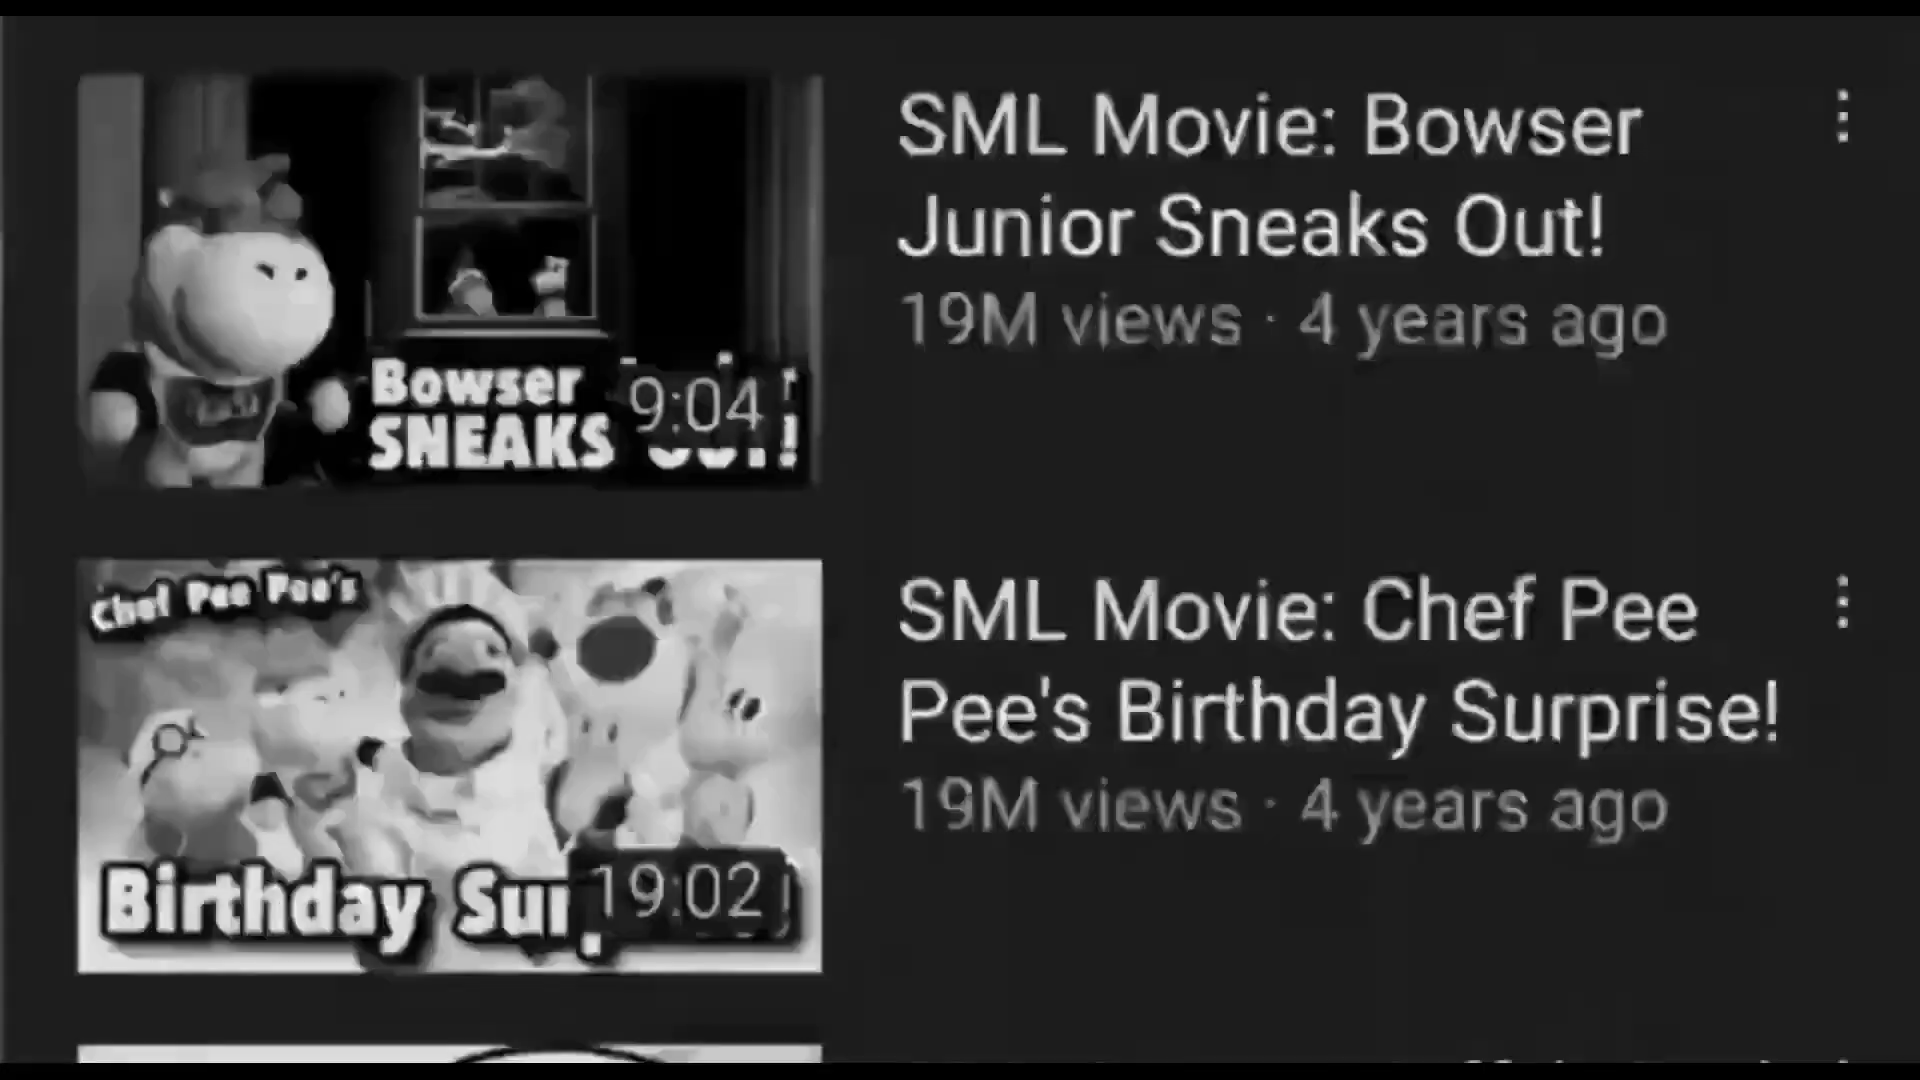 SML Movie: Bowser
Junior Sneaks Out!
19M views · 4 years ago
Bowser
SNEAKS
9:04
SML Movie: Chef Pee
Pee's Birthday Surprise!
19M views · 4 years ago
Chef Pee Pee's
Birthday
19:02